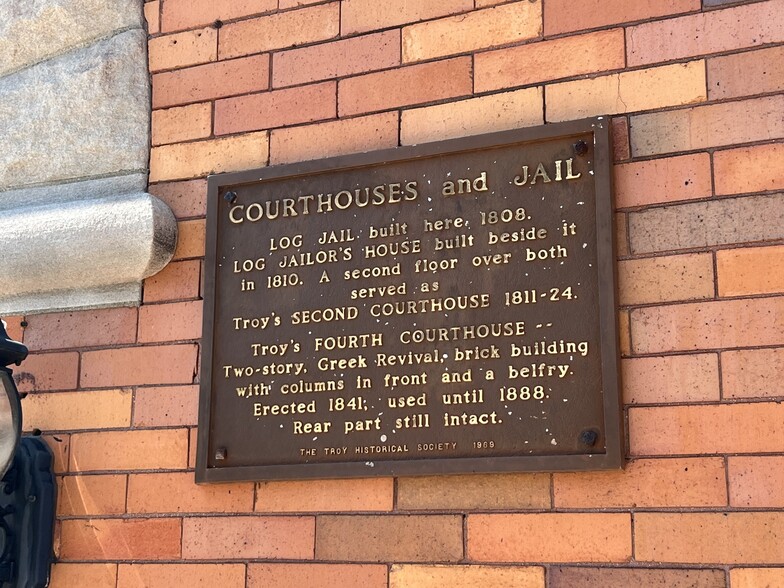 COURTHOUSES and JAIL
LOG JAIL built here, 1808.
LOG JAILOR'S HOUSE built beside it
in 1810. A second floor over both
served as
Troy's SECOND COURTHOUSE 1811-24.
Troy's FOURTH COURTHOUSE --
Two-story, Greek Revival, brick building
with columns in front and a belfry.
Erected 1841, used until 1888.
Rear part still intact.
THE TROY HISTORICAL SOCIETY 1969